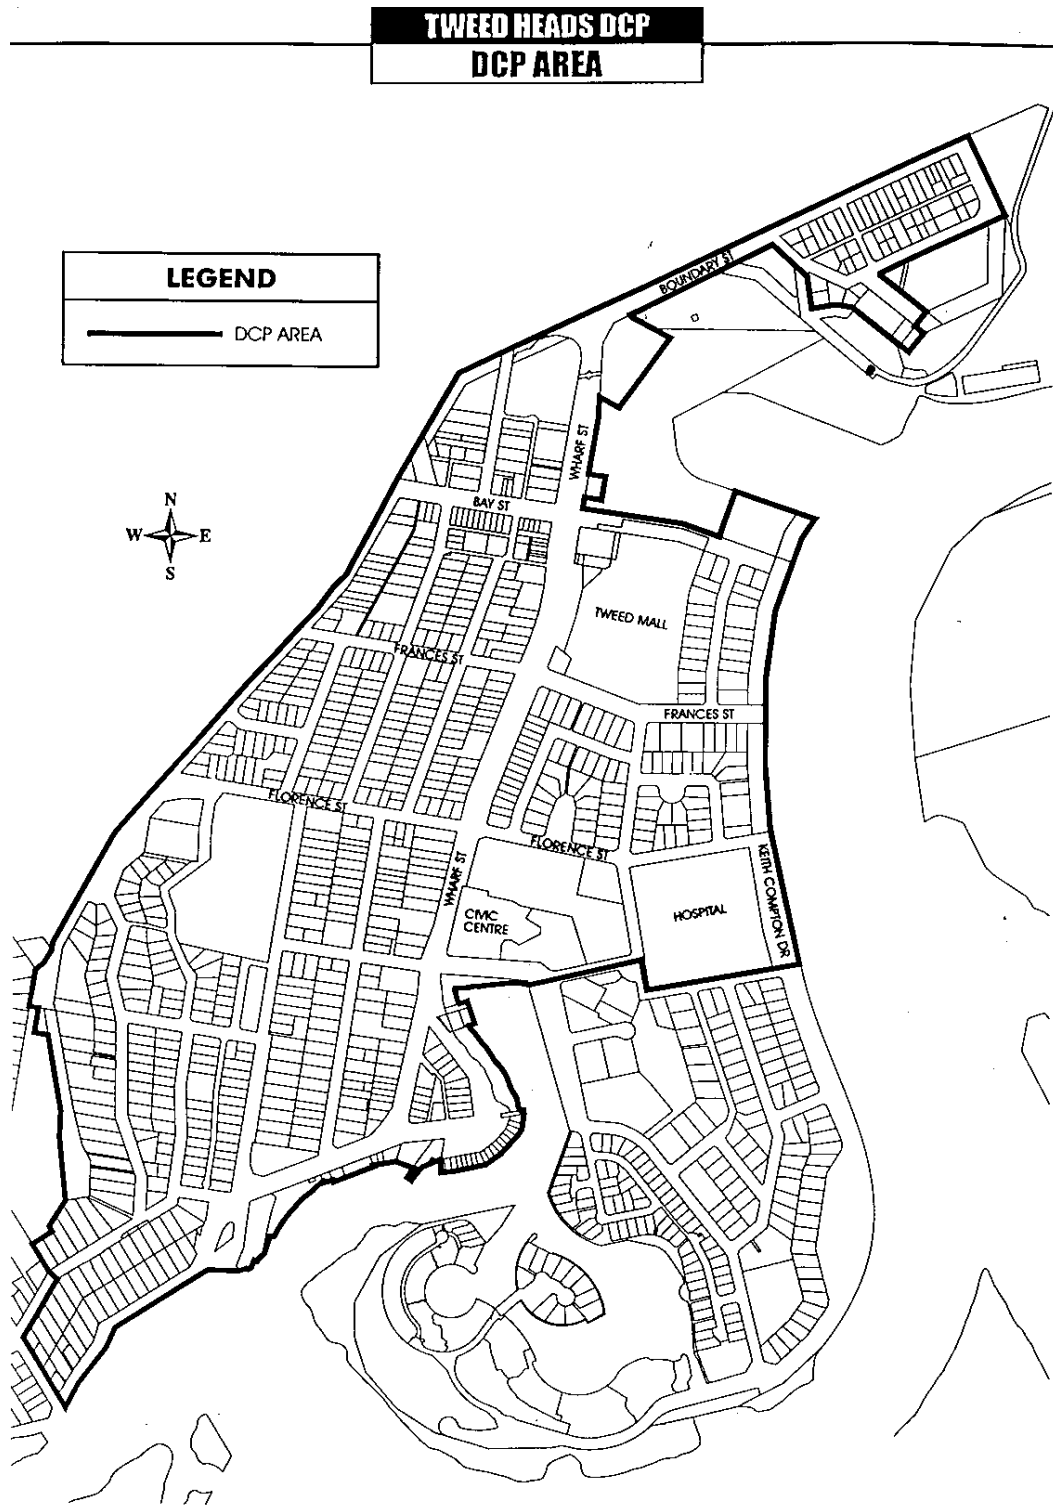 TWEED HEADS DCP
DCP AREA
LEGEND
DCP AREA
BOUNDARY ST
WHARF ST
N
W E
S
BAY ST
TWEED MALL
FRANCES ST
FRANCES ST
FLORENCE ST
FLORENCE ST
WHARF ST
KEITH COMPTON DR
CIVIC
CENTRE
HOSPITAL